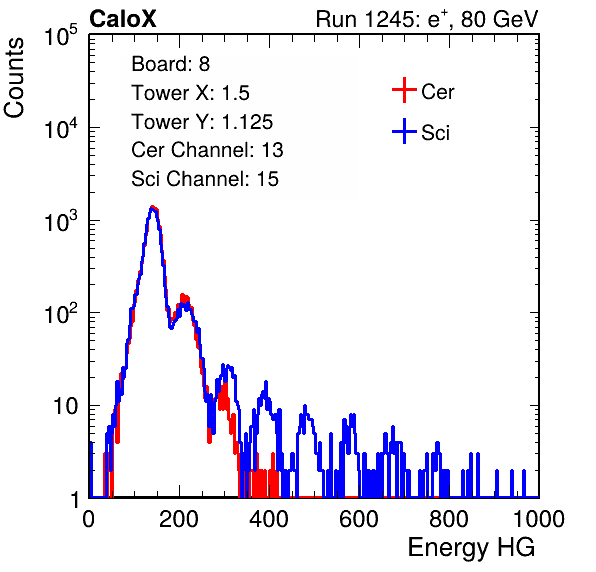 CaloX Run 1245: e⁺, 80 GeV
Counts
10⁵
10⁴
10³
10²
10
1
Board: 8
Tower X: 1.5
Tower Y: 1.125
Cer Channel: 13
Sci Channel: 15
Cer
Sci
0 200 400 600 800 1000
Energy HG